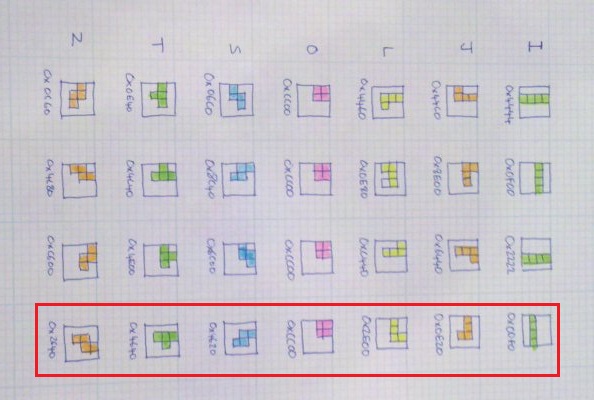 I 0x4444 0x0F00 0x2222 0x00F0
J 0x44C0 0x8E00 0x6440 0x0E20
L 0x4460 0x0E80 0xC440 0x2E00
O 0xCC00 0xCC00 0xCC00 0xCC00
S 0x06C0 0x8C40 0x6C00 0x4620
T 0x0E40 0x4C40 0x4E00 0x4640
Z 0x0C60 0x4C80 0xC600 0x2640